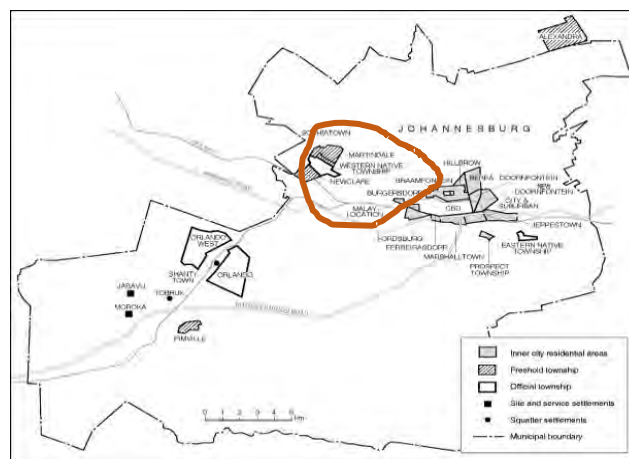 ALEXANDRA
JOHANNESBURG
SOPHIATOWN
MARTINDALE
WESTERN NATIVE
TOWNSHIP
NEWCLARE
HILLBROW
BRAAMFONTEIN
BEREA
DOORNFONTEIN
NEW
DOORNFONTEIN
BURGERSDORP
CITY &
SUBURBAN
CBD
MALAY
LOCATION
JEPPESTOWN
FORDSBURG
FERREIRASDORP
MARSHALLTOWN
EASTERN NATIVE
TOWNSHIP
PROSPECT
TOWNSHIP
ORLANDO
WEST
SHANTY
TOWN
ORLANDO
TOBRUK
JABAVU
MOROKA
PIMVILLE
0 2 4 6
km
Inner city residential areas
Freehold township
Official township
Site and service settlements
Squatter settlements
Municipal boundary